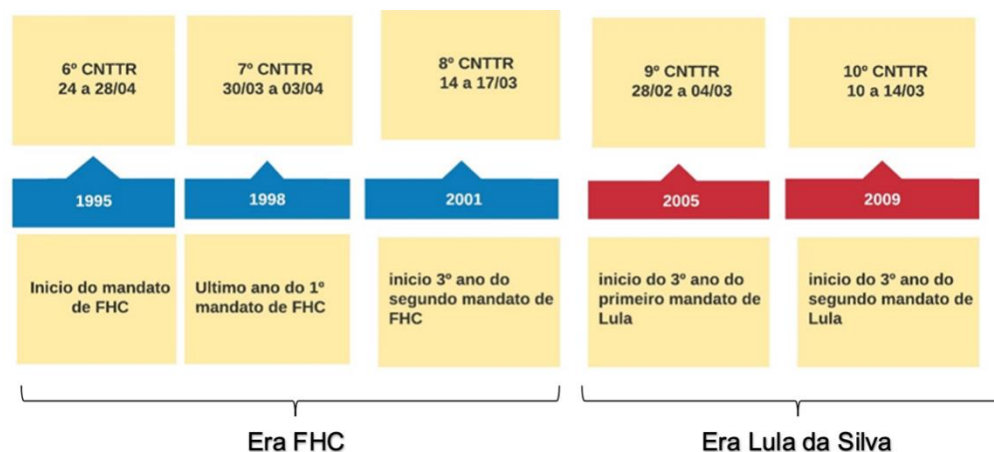 6º CNTTR
24 a 28/04
7º CNTTR
30/03 a 03/04
8º CNTTR
14 a 17/03
9º CNTTR
28/02 a 04/03
10º CNTTR
10 a 14/03
1995
1998
2001
2005
2009
Inicio do mandato
de FHC
Ultimo ano do 1º
mandato de FHC
inicio 3º ano do
segundo mandato de
FHC
inicio do 3º ano do
primeiro mandato de
Lula
inicio do 3º ano do
segundo mandato de
Lula
Era FHC
Era Lula da Silva